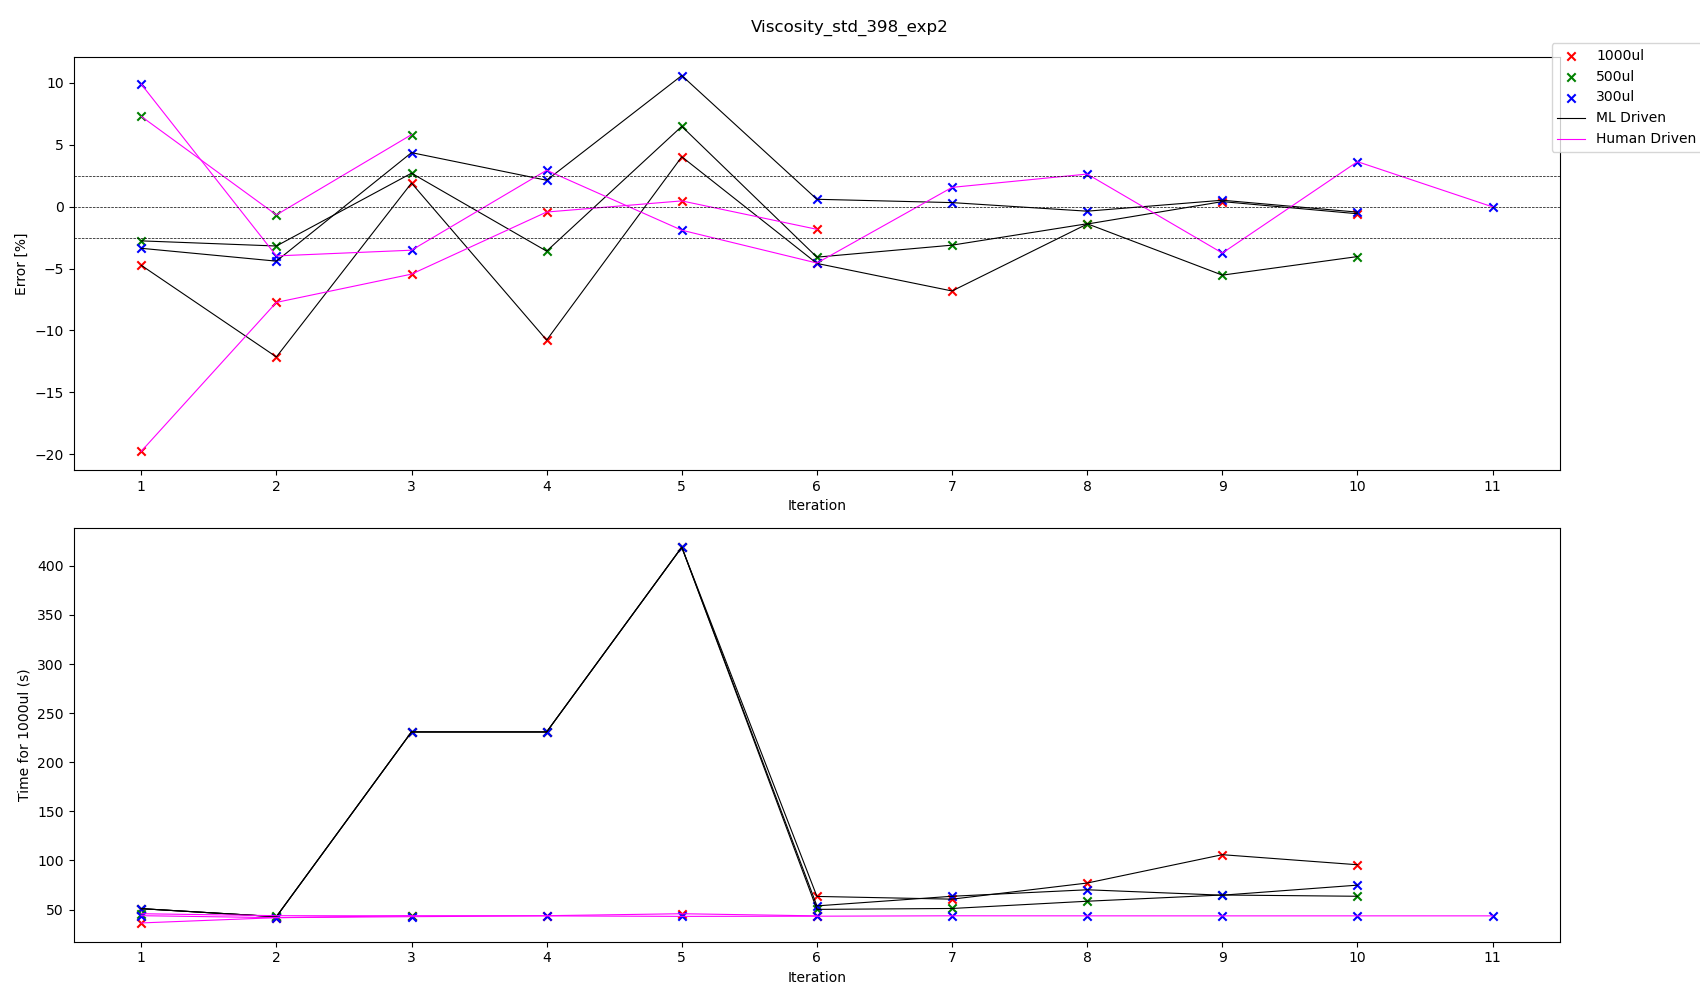 Viscosity_std_398_exp2
1000ul
500ul
300ul
ML Driven
Human Driven
Error [%]
10
5
0
−5
−10
−15
−20
1 2 3 4 5 6 7 8 9 10 11
Iteration
Time for 1000ul (s)
400
350
300
250
200
150
100
50
1 2 3 4 5 6 7 8 9 10 11
Iteration